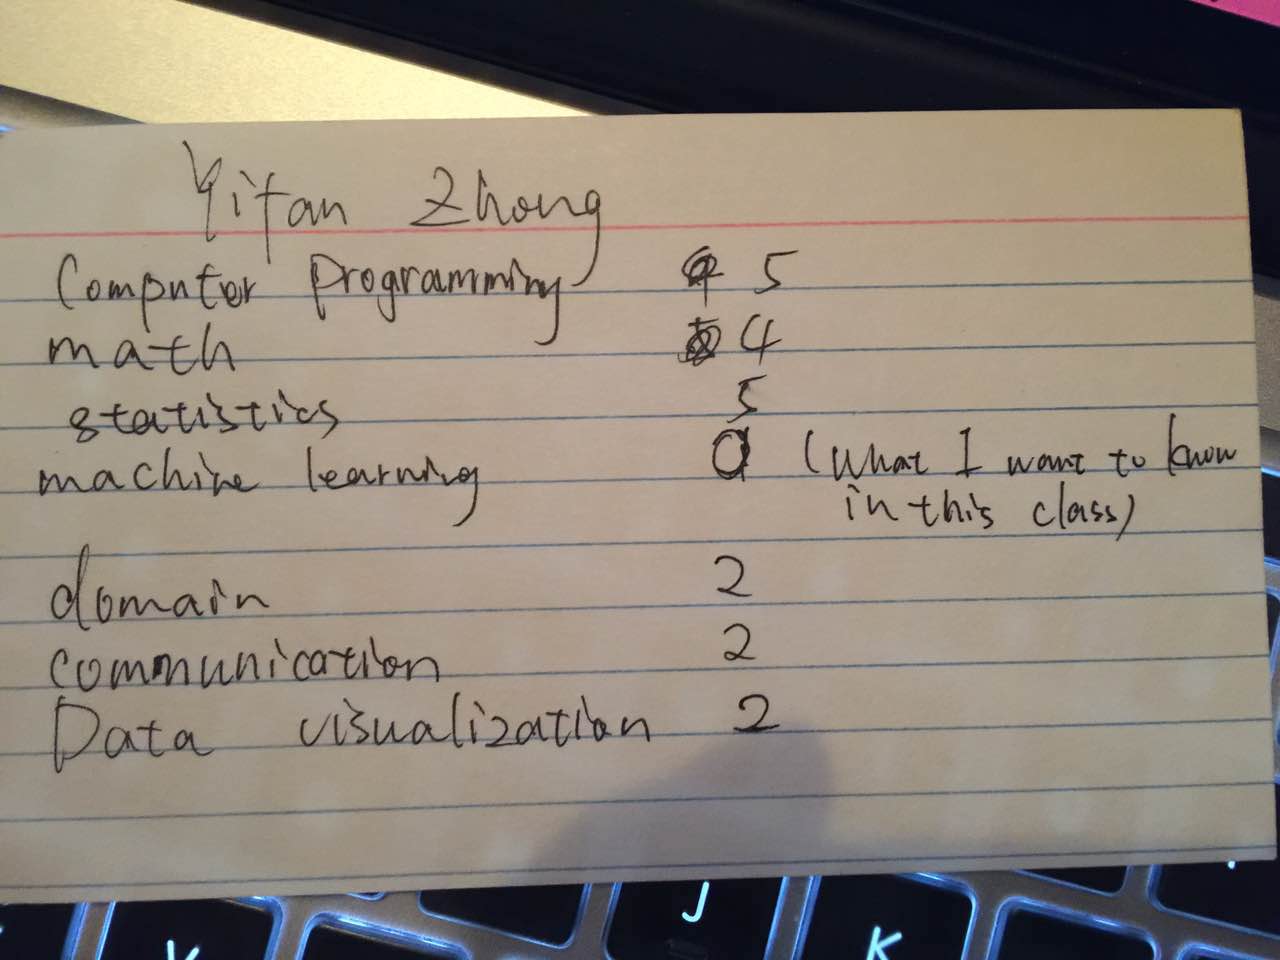 Yifan Zhong
Computer Programming 5
math 4
statistics 5
machine learning 0 (What I want to know
in this class)
domain 2
communication 2
Data visualization 2
J
K